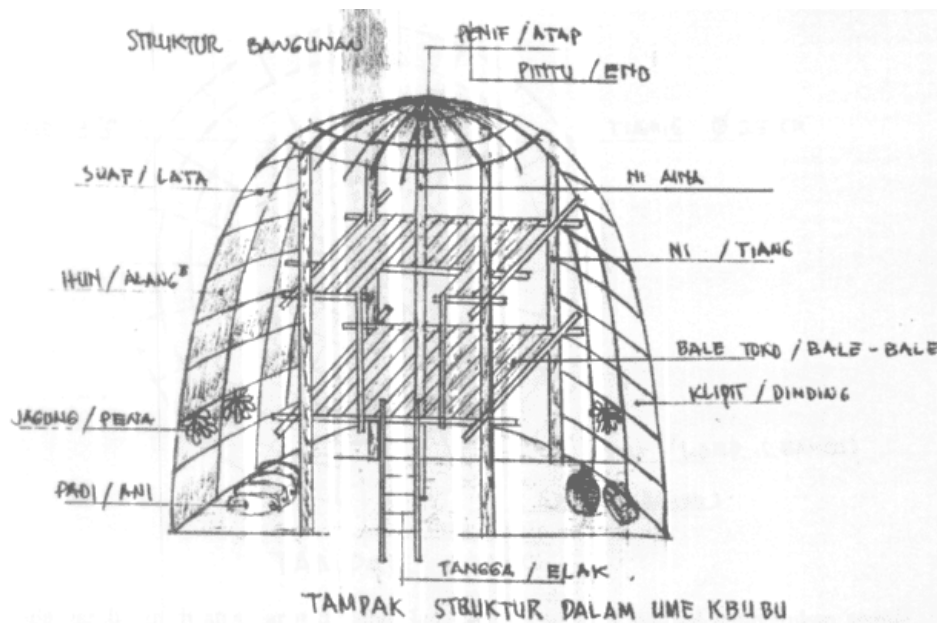 STRUKTUR BANGUNAN
PENIF / ATAP
PINTU / ENO
SUAF / LATA
NI AINA
HUN / ALANG²
NI / TIANG
BALE TOKO / BALE - BALE
KLIPIT / DINDING
JAGUNG / PENA
PADI / ANI
TANGGA / ELAK .
TAMPAK STRUKTUR DALAM UME KBUBU